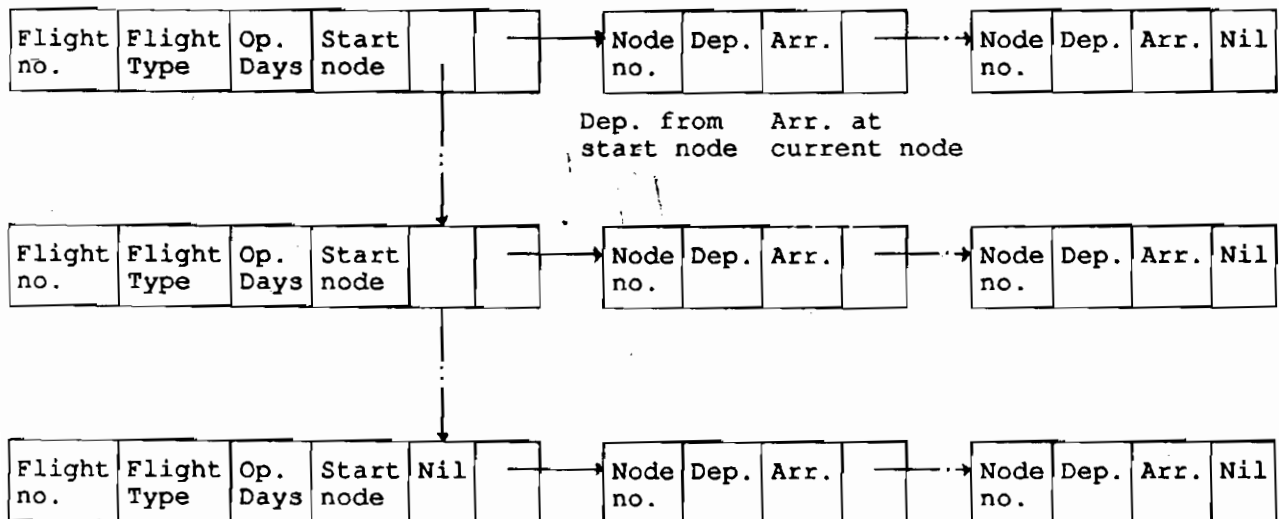 Flight no. Flight Type Op. Days Start node
Node no. Dep. Arr.
Node no. Dep. Arr. Nil
Dep. from start node
Arr. at current node
Flight no. Flight Type Op. Days Start node
Node no. Dep. Arr.
Node no. Dep. Arr. Nil
Flight no. Flight Type Op. Days Start node Nil
Node no. Dep. Arr.
Node no. Dep. Arr. Nil